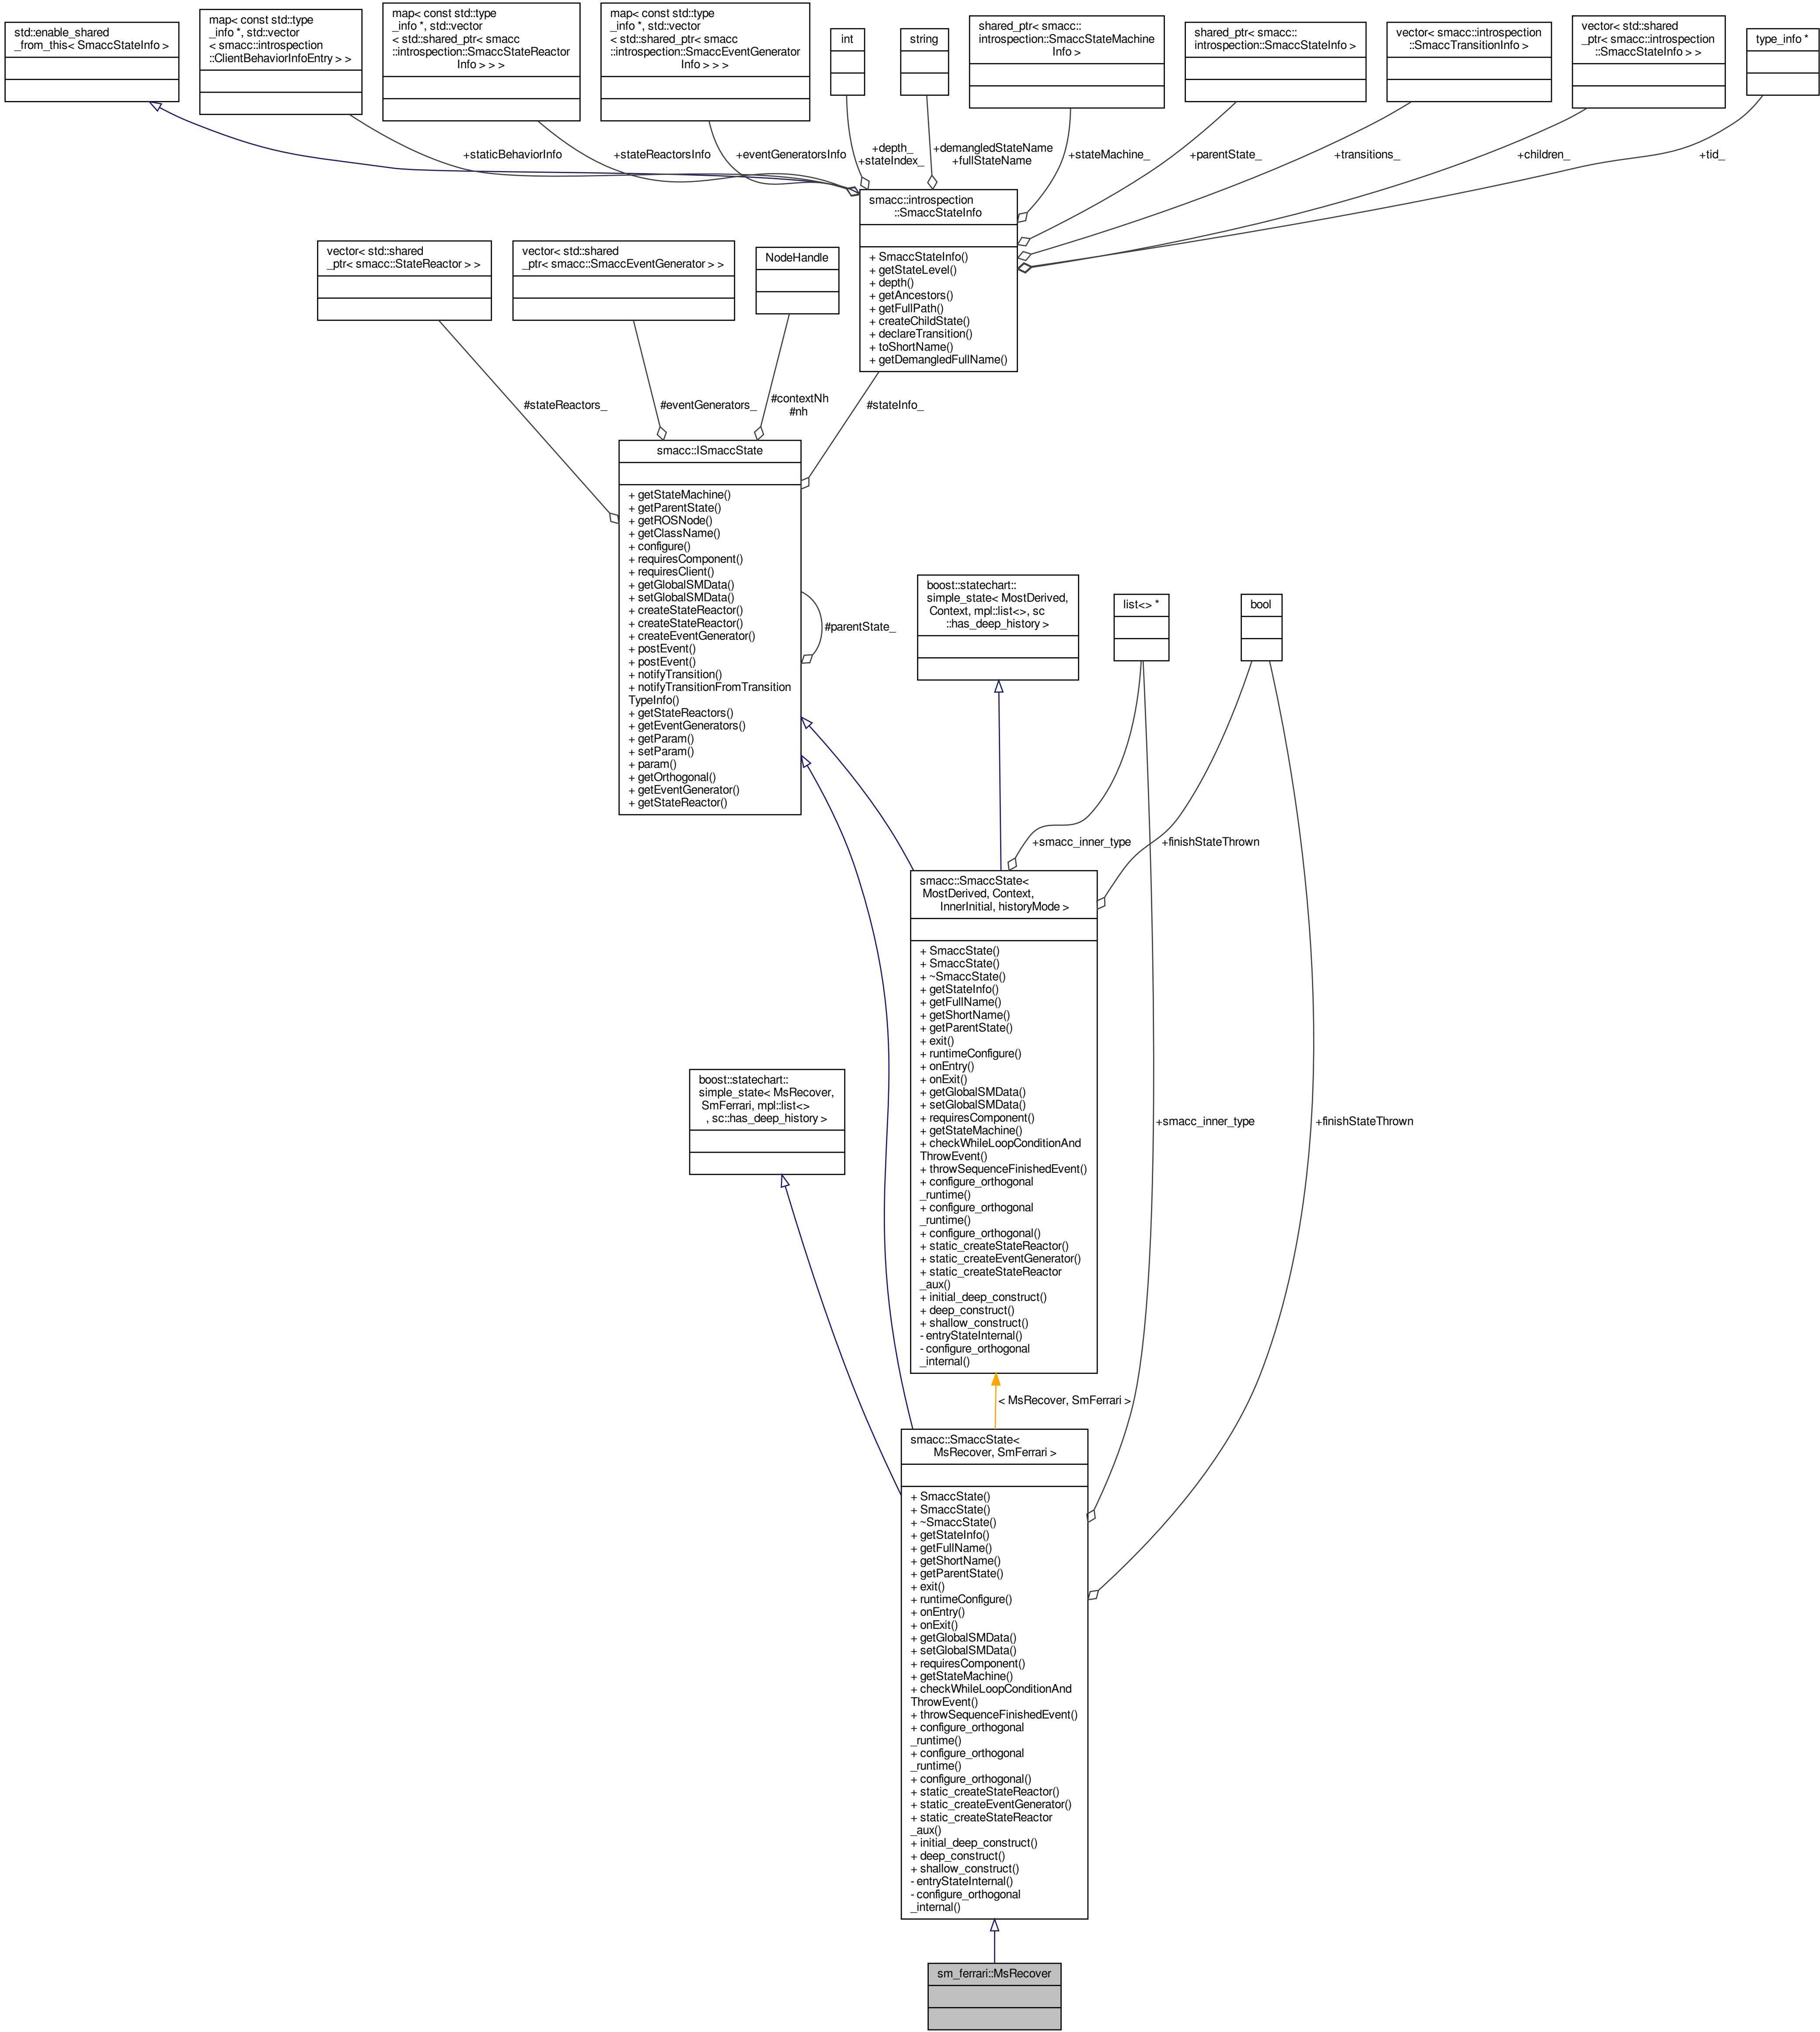 std::enable_shared
_from_this< SmaccStateInfo >
map< const std::type
_info *, std::vector
< smacc::introspection
::ClientBehaviorInfoEntry > >
map< const std::type
_info *, std::vector
< std::shared_ptr< smacc
::introspection::SmaccStateReactor
Info > > >
map< const std::type
_info *, std::vector
< std::shared_ptr< smacc
::introspection::SmaccEventGenerator
Info > > >
int
string
shared_ptr< smacc::
introspection::SmaccStateMachine
Info >
shared_ptr< smacc::
introspection::SmaccStateInfo >
vector< smacc::introspection
::SmaccTransitionInfo >
vector< std::shared
_ptr< smacc::introspection
::SmaccStateInfo > >
type_info *
+staticBehaviorInfo
+stateReactorsInfo
+eventGeneratorsInfo
+depth_
+stateIndex_
+demangledStateName
+fullStateName
+stateMachine_
+parentState_
+transitions_
+children_
+tid_
smacc::introspection
::SmaccStateInfo
+ SmaccStateInfo()
+ getStateLevel()
+ depth()
+ getAncestors()
+ getFullPath()
+ createChildState()
+ declareTransition()
+ toShortName()
+ getDemangledFullName()
vector< std::shared
_ptr< smacc::StateReactor > >
vector< std::shared
_ptr< smacc::SmaccEventGenerator > >
NodeHandle
#stateReactors_
#eventGenerators_
#contextNh
#nh
#stateInfo_
smacc::ISmaccState
+ getStateMachine()
+ getParentState()
+ getROSNode()
+ getClassName()
+ configure()
+ requiresComponent()
+ requiresClient()
+ getGlobalSMData()
+ setGlobalSMData()
+ createStateReactor()
+ createStateReactor()
+ createEventGenerator()
+ postEvent()
+ postEvent()
+ notifyTransition()
+ notifyTransitionFromTransition
TypeInfo()
+ getStateReactors()
+ getEventGenerators()
+ getParam()
+ setParam()
+ param()
+ getOrthogonal()
+ getEventGenerator()
+ getStateReactor()
#parentState_
boost::statechart::
simple_state< MostDerived,
Context, mpl::list<>, sc
::has_deep_history >
list<> *
bool
+smacc_inner_type
+finishStateThrown
smacc::SmaccState<
MostDerived, Context,
InnerInitial, historyMode >
+ SmaccState()
+ SmaccState()
+ ~SmaccState()
+ getStateInfo()
+ getFullName()
+ getShortName()
+ getParentState()
+ exit()
+ runtimeConfigure()
+ onEntry()
+ onExit()
+ getGlobalSMData()
+ setGlobalSMData()
+ requiresComponent()
+ getStateMachine()
+ checkWhileLoopConditionAnd
ThrowEvent()
+ throwSequenceFinishedEvent()
+ configure_orthogonal
_runtime()
+ configure_orthogonal
_runtime()
+ configure_orthogonal()
+ static_createStateReactor()
+ static_createEventGenerator()
+ static_createStateReactor
_aux()
+ initial_deep_construct()
+ deep_construct()
+ shallow_construct()
- entryStateInternal()
- configure_orthogonal
_internal()
boost::statechart::
simple_state< MsRecover,
SmFerrari, mpl::list<>
, sc::has_deep_history >
+smacc_inner_type
+finishStateThrown
< MsRecover, SmFerrari >
smacc::SmaccState<
MsRecover, SmFerrari >
+ SmaccState()
+ SmaccState()
+ ~SmaccState()
+ getStateInfo()
+ getFullName()
+ getShortName()
+ getParentState()
+ exit()
+ runtimeConfigure()
+ onEntry()
+ onExit()
+ getGlobalSMData()
+ setGlobalSMData()
+ requiresComponent()
+ getStateMachine()
+ checkWhileLoopConditionAnd
ThrowEvent()
+ throwSequenceFinishedEvent()
+ configure_orthogonal
_runtime()
+ configure_orthogonal
_runtime()
+ configure_orthogonal()
+ static_createStateReactor()
+ static_createEventGenerator()
+ static_createStateReactor
_aux()
+ initial_deep_construct()
+ deep_construct()
+ shallow_construct()
- entryStateInternal()
- configure_orthogonal
_internal()
sm_ferrari::MsRecover